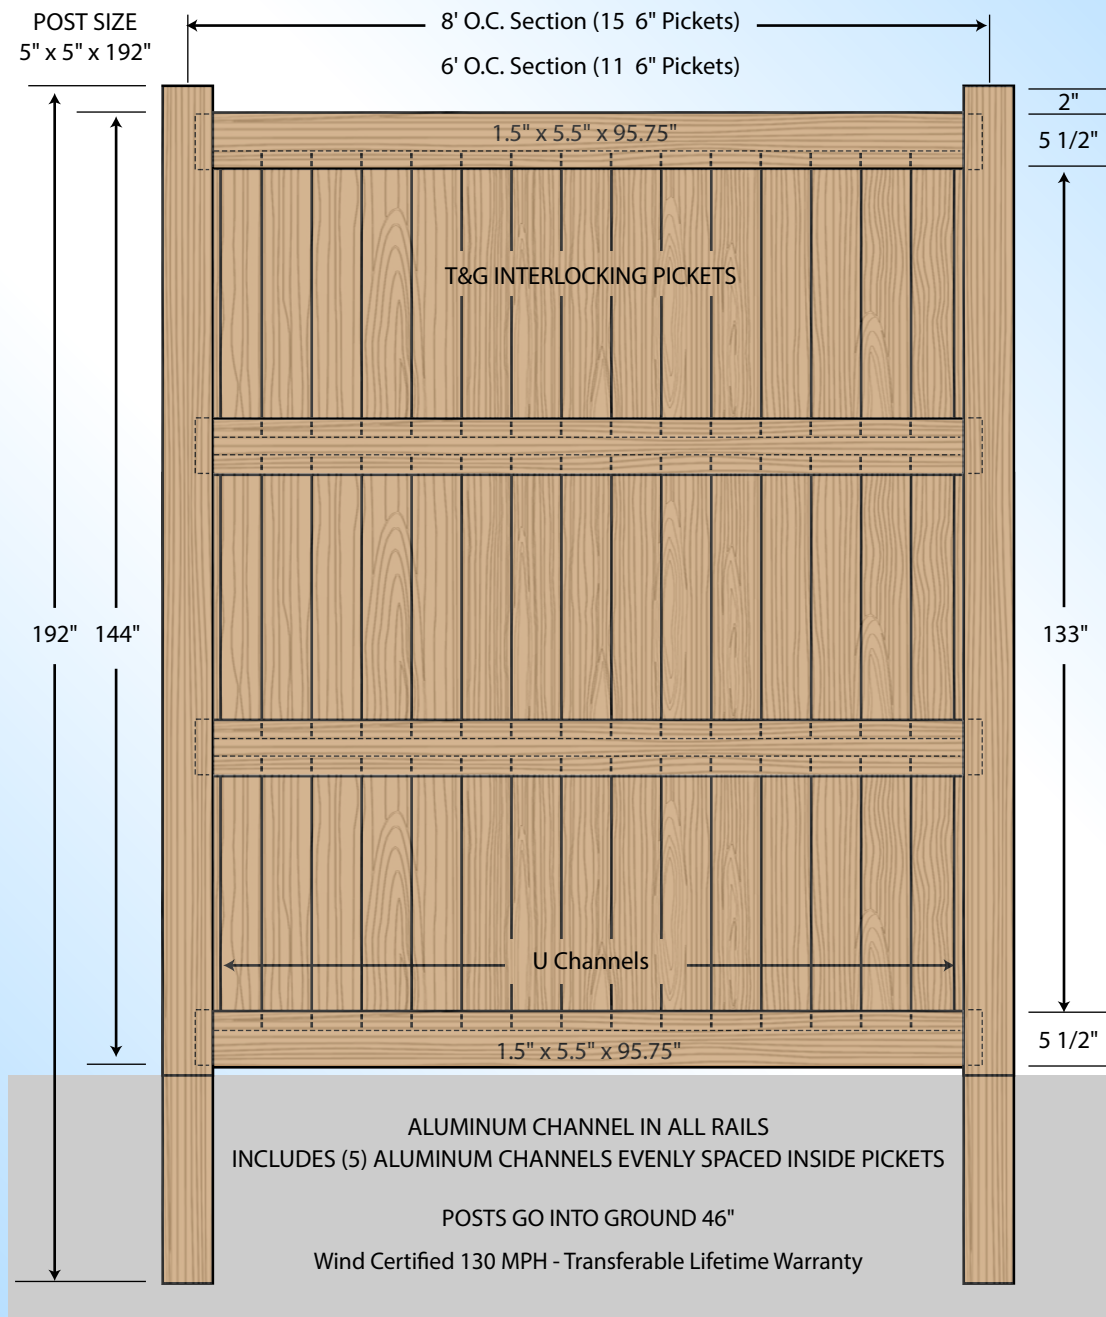 POST SIZE
5" x 5" x 192"
8' O.C. Section (15  6" Pickets)
6' O.C. Section (11  6" Pickets)
2"
5 1/2"
1.5" x 5.5" x 95.75"
T&G INTERLOCKING PICKETS
192"
144"
133"
U Channels
5 1/2"
1.5" x 5.5" x 95.75"
ALUMINUM CHANNEL IN ALL RAILS
INCLUDES (5) ALUMINUM CHANNELS EVENLY SPACED INSIDE PICKETS
POSTS GO INTO GROUND 46"
Wind Certified 130 MPH - Transferable Lifetime Warranty